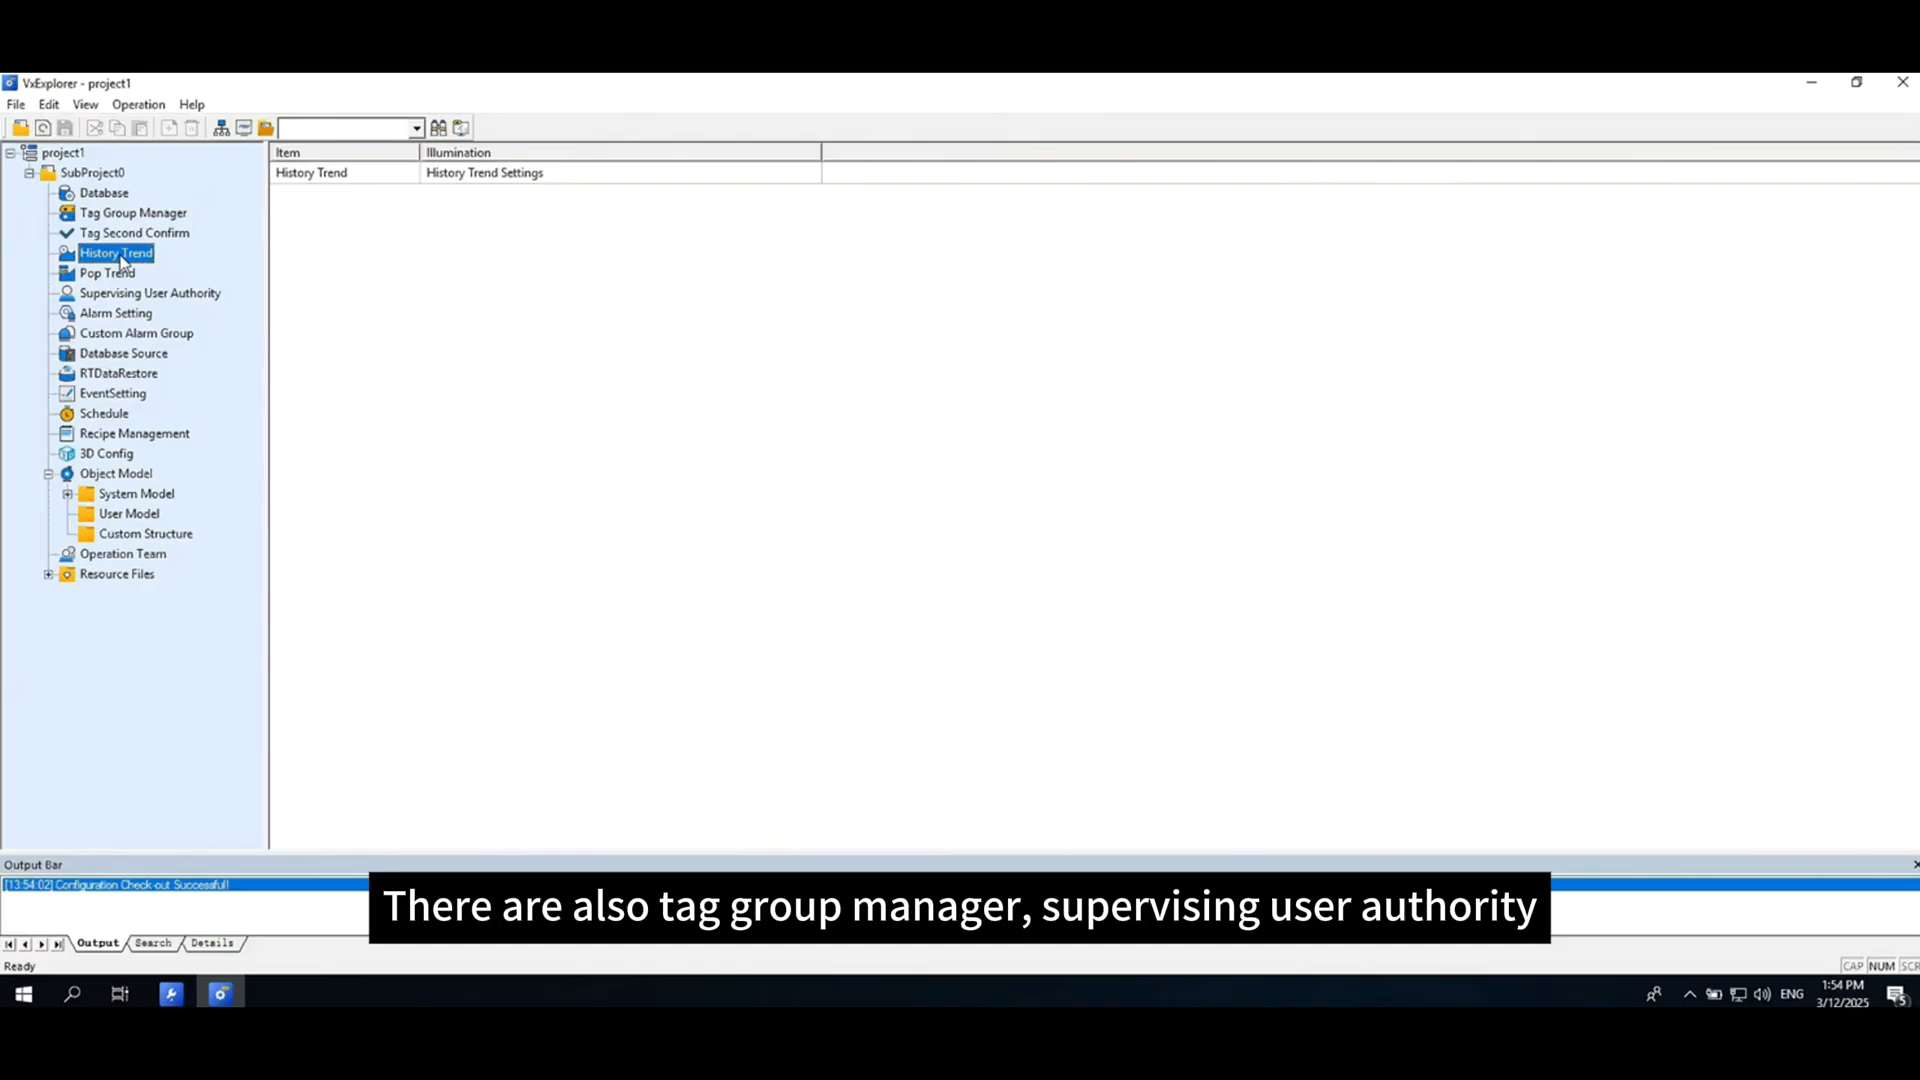 VxExplorer - project1
File Edit View Operation Help
project1
SubProject0
Database
Tag Group Manager
Tag Second Confirm
History Trend
Pop Trend
Supervising User Authority
Alarm Setting
Custom Alarm Group
Database Source
RTDataRestore
EventSetting
Schedule
Recipe Management
3D Config
Object Model
System Model
User Model
Custom Structure
Operation Team
Resource Files
Item Illumination
History Trend History Trend Settings
Output Bar
[13:54:02] Configuration Check-out Successful!
There are also tag group manager, supervising user authority
Output Search Details
Ready
CAP NUM SCR
ENG
1:54 PM
3/12/2025
5